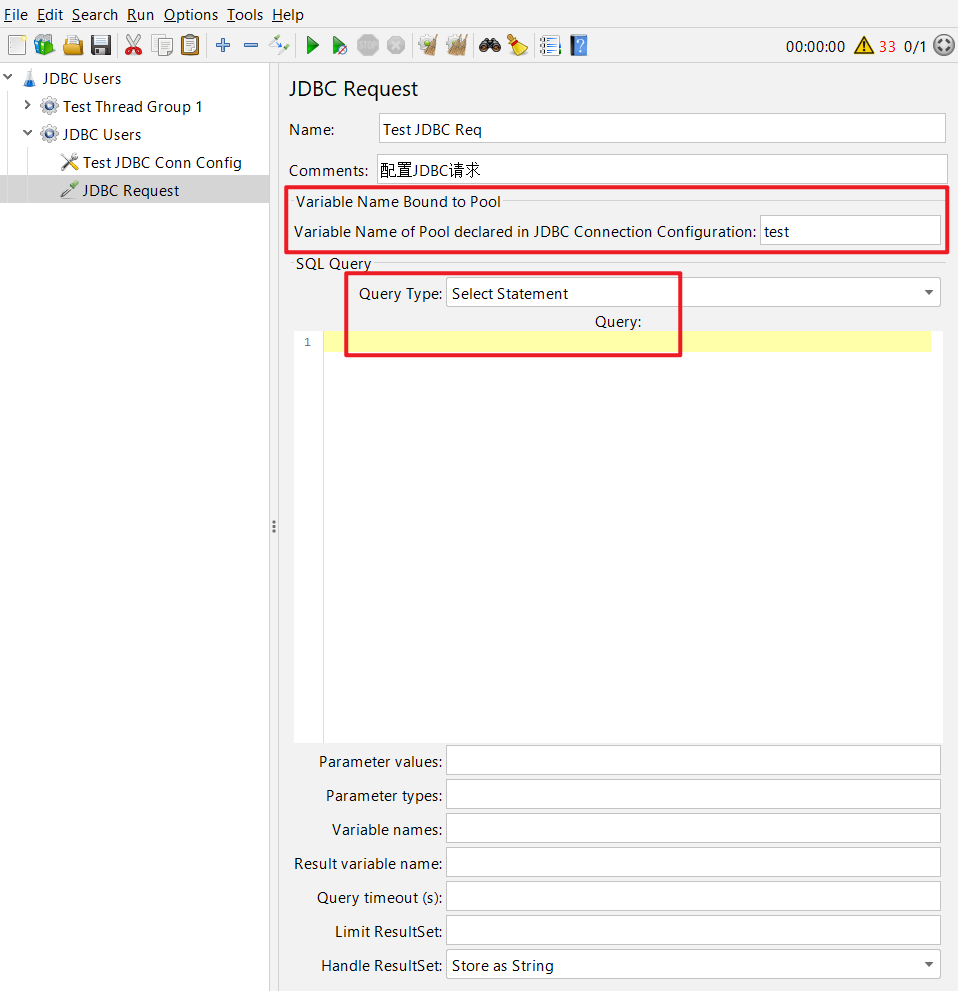 File Edit Search Run Options Tools Help
STOP 00:00:00 33 0/1
JDBC Users
Test Thread Group 1
JDBC Users
Test JDBC Conn Config
JDBC Request
JDBC Request
Name: Test JDBC Req
Comments: 配置JDBC请求
Variable Name Bound to Pool
Variable Name of Pool declared in JDBC Connection Configuration: test
SQL Query
Query Type: Select Statement
Query:
1
Parameter values:
Parameter types:
Variable names:
Result variable name:
Query timeout (s):
Limit ResultSet:
Handle ResultSet: Store as String